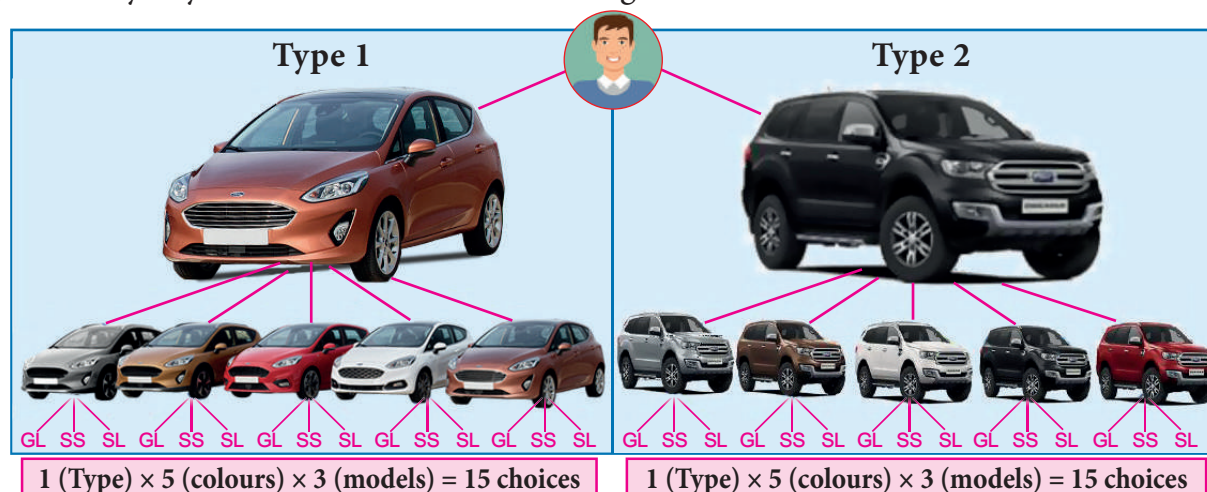 Type 1
Type 2
GL SS SL GL SS SL GL SS SL GL SS SL GL SS SL
GL SS SL GL SS SL GL SS SL GL SS SL GL SS SL
1 (Type) × 5 (colours) × 3 (models) = 15 choices
1 (Type) × 5 (colours) × 3 (models) = 15 choices